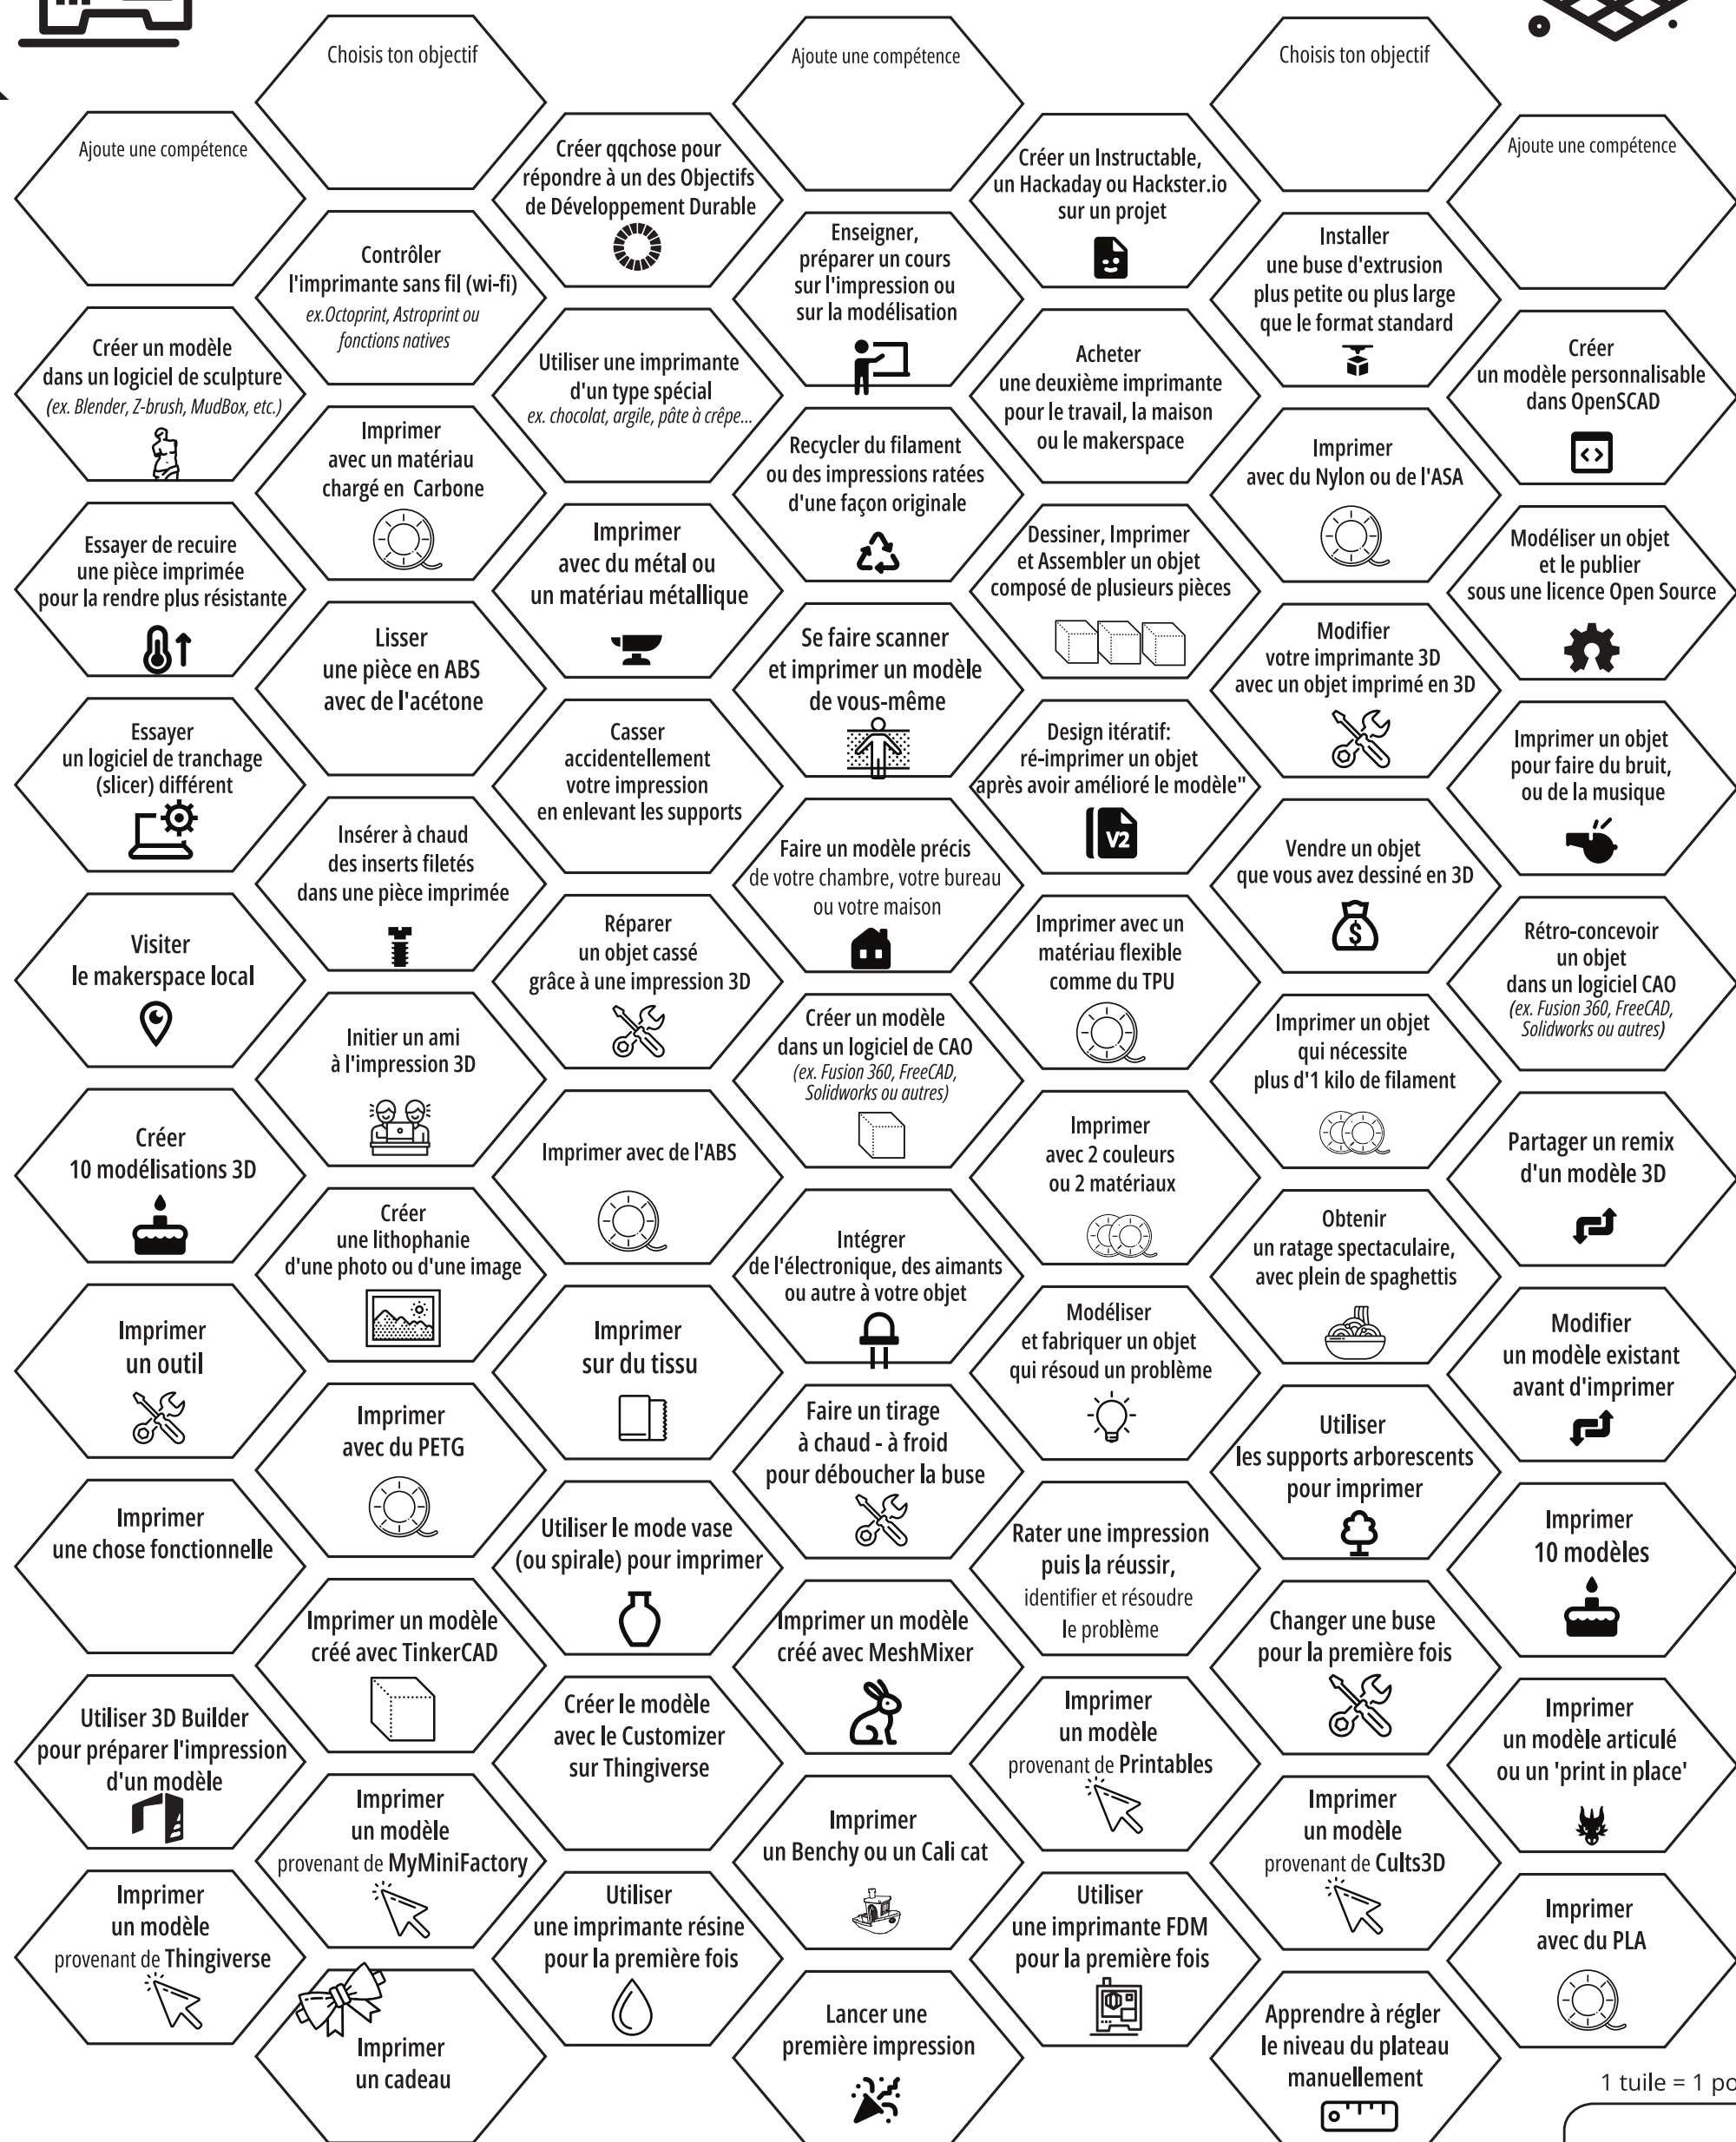 Choisis ton objectif
Ajoute une compétence
Choisis ton objectif
Ajoute une compétence
Créer qqchose pour
répondre à un des Objectifs
de Développement Durable
Créer un Instructable,
un Hackaday ou Hackster.io
sur un projet
Ajoute une compétence
Contrôler
l'imprimante sans fil (wi-fi)
ex.Octoprint, Astroprint ou
fonctions natives
Enseigner,
préparer un cours
sur l'impression ou
sur la modélisation
Installer
une buse d'extrusion
plus petite ou plus large
que le format standard
Créer un modèle
dans un logiciel de sculpture
(ex. Blender, Z-brush, MudBox, etc.)
Utiliser une imprimante
d'un type spécial
ex. chocolat, argile, pâte à crêpe...
Acheter
une deuxième imprimante
pour le travail, la maison
ou le makerspace
Créer
un modèle personnalisable
dans OpenSCAD
Imprimer
avec un matériau
chargé en Carbone
Recycler du filament
ou des impressions ratées
d'une façon originale
Imprimer
avec du Nylon ou de l'ASA
Essayer de recuire
une pièce imprimée
pour la rendre plus résistante
Imprimer
avec du métal ou
un matériau métallique
Dessiner, Imprimer
et Assembler un objet
composé de plusieurs pièces
Modéliser un objet
et le publier
sous une licence Open Source
Lisser
une pièce en ABS
avec de l'acétone
Se faire scanner
et imprimer un modèle
de vous-même
Modifier
votre imprimante 3D
avec un objet imprimé en 3D
Essayer
un logiciel de tranchage
(slicer) différent
Casser
accidentellement
votre impression
en enlevant les supports
Design itératif:
ré-imprimer un objet
après avoir amélioré le modèle"
V2
Imprimer un objet
pour faire du bruit,
ou de la musique
Insérer à chaud
des inserts filetés
dans une pièce imprimée
Faire un modèle précis
de votre chambre, votre bureau
ou votre maison
Vendre un objet
que vous avez dessiné en 3D
$
Visiter
le makerspace local
Réparer
un objet cassé
grâce à une impression 3D
Imprimer avec un
matériau flexible
comme du TPU
Rétro-concevoir
un objet
dans un logiciel CAO
(ex. Fusion 360, FreeCAD,
Solidworks ou autres)
Initier un ami
à l'impression 3D
Créer un modèle
dans un logiciel de CAO
(ex. Fusion 360, FreeCAD,
Solidworks ou autres)
Imprimer un objet
qui nécessite
plus d'1 kilo de filament
Créer
10 modélisations 3D
Imprimer avec de l'ABS
Imprimer
avec 2 couleurs
ou 2 matériaux
Partager un remix
d'un modèle 3D
Créer
une lithophanie
d'une photo ou d'une image
Intégrer
de l'électronique, des aimants
ou autre à votre objet
Obtenir
un ratage spectaculaire,
avec plein de spaghettis
Imprimer
un outil
Imprimer
sur du tissu
Modéliser
et fabriquer un objet
qui résoud un problème
Modifier
un modèle existant
avant d'imprimer
Imprimer
avec du PETG
Faire un tirage
à chaud - à froid
pour déboucher la buse
Utiliser
les supports arborescents
pour imprimer
Imprimer
une chose fonctionnelle
Utiliser le mode vase
(ou spirale) pour imprimer
Rater une impression
puis la réussir,
identifier et résoudre
le problème
Imprimer
10 modèles
Imprimer un modèle
créé avec TinkerCAD
Imprimer un modèle
créé avec MeshMixer
Changer une buse
pour la première fois
Utiliser 3D Builder
pour préparer l'impression
d'un modèle
Créer le modèle
avec le Customizer
sur Thingiverse
Imprimer
un modèle
provenant de Printables
Imprimer
un modèle articulé
ou un 'print in place'
Imprimer
un modèle
provenant de MyMiniFactory
Imprimer
un Benchy ou un Cali cat
Imprimer
un modèle
provenant de Cults3D
Imprimer
un modèle
provenant de Thingiverse
Utiliser
une imprimante résine
pour la première fois
Utiliser
une imprimante FDM
pour la première fois
Imprimer
avec du PLA
Imprimer
un cadeau
Lancer une
première impression
Apprendre à régler
le niveau du plateau
manuellement
1 tuile = 1 po